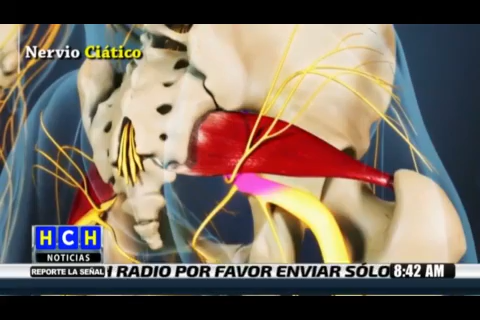 Nervio Ciático
HCH
NOTICIAS
REPORTE LA SEÑAL
H RADIO POR FAVOR ENVIAR SÓLO
8:42 AM